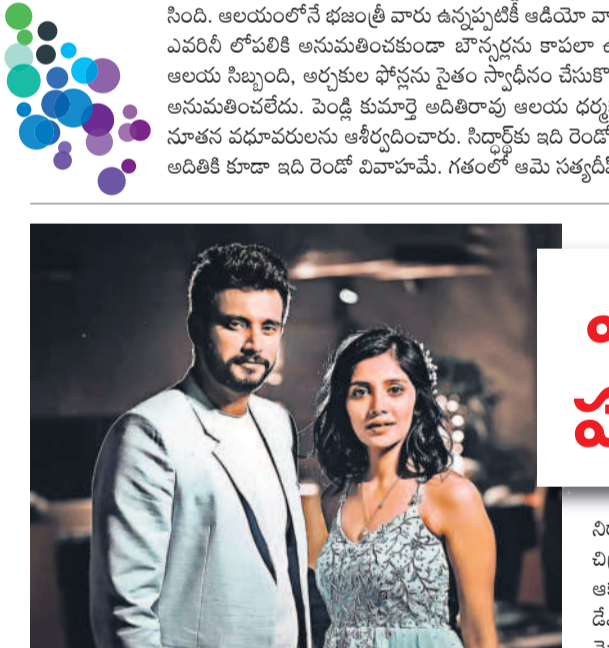 సింది. ఆలయంలోనే భజంత్రీ వారు ఉన్నప్పటికీ ఆడియో వా
ఎవరినీ లోపలికి అనుమతించకుండా బౌన్సర్లను కాపలా
ఆలయ సిబ్బంది, అర్చకుల ఫోన్లను సైతం స్వాధీనం చేసుకొ
అనుమతించలేదు. పెండ్లి కుమార్తె అదితిరావు ఆలయ ధర్మ
నూతన వధూవరులను ఆశీర్వదించారు. సిద్ధార్థ్‌కు ఇది రెండో
అదితికి కూడా ఇది రెండో వివాహమే. గతంలో ఆమె సత్యదీప్
ని
చి
ఆ
డే